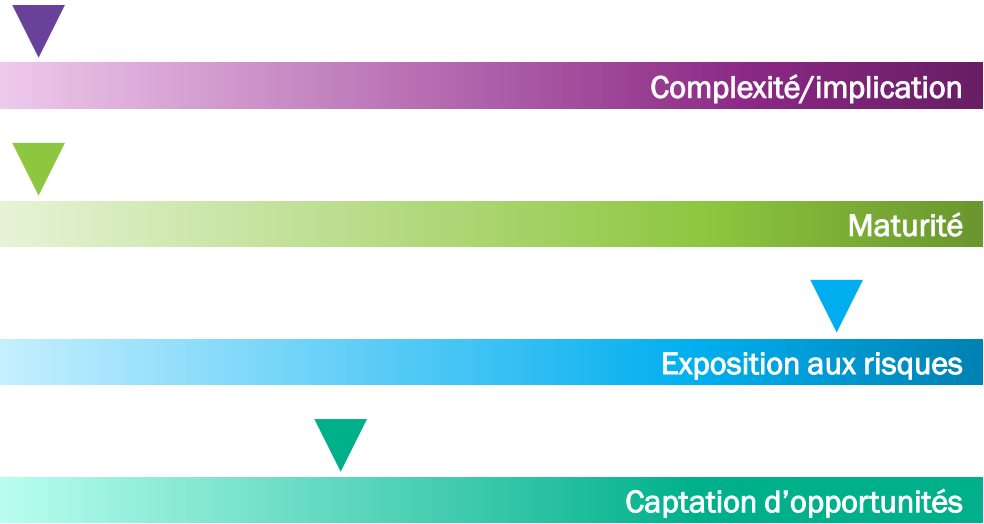 Complexité/implication
Maturité
Exposition aux risques
Captation d’opportunités